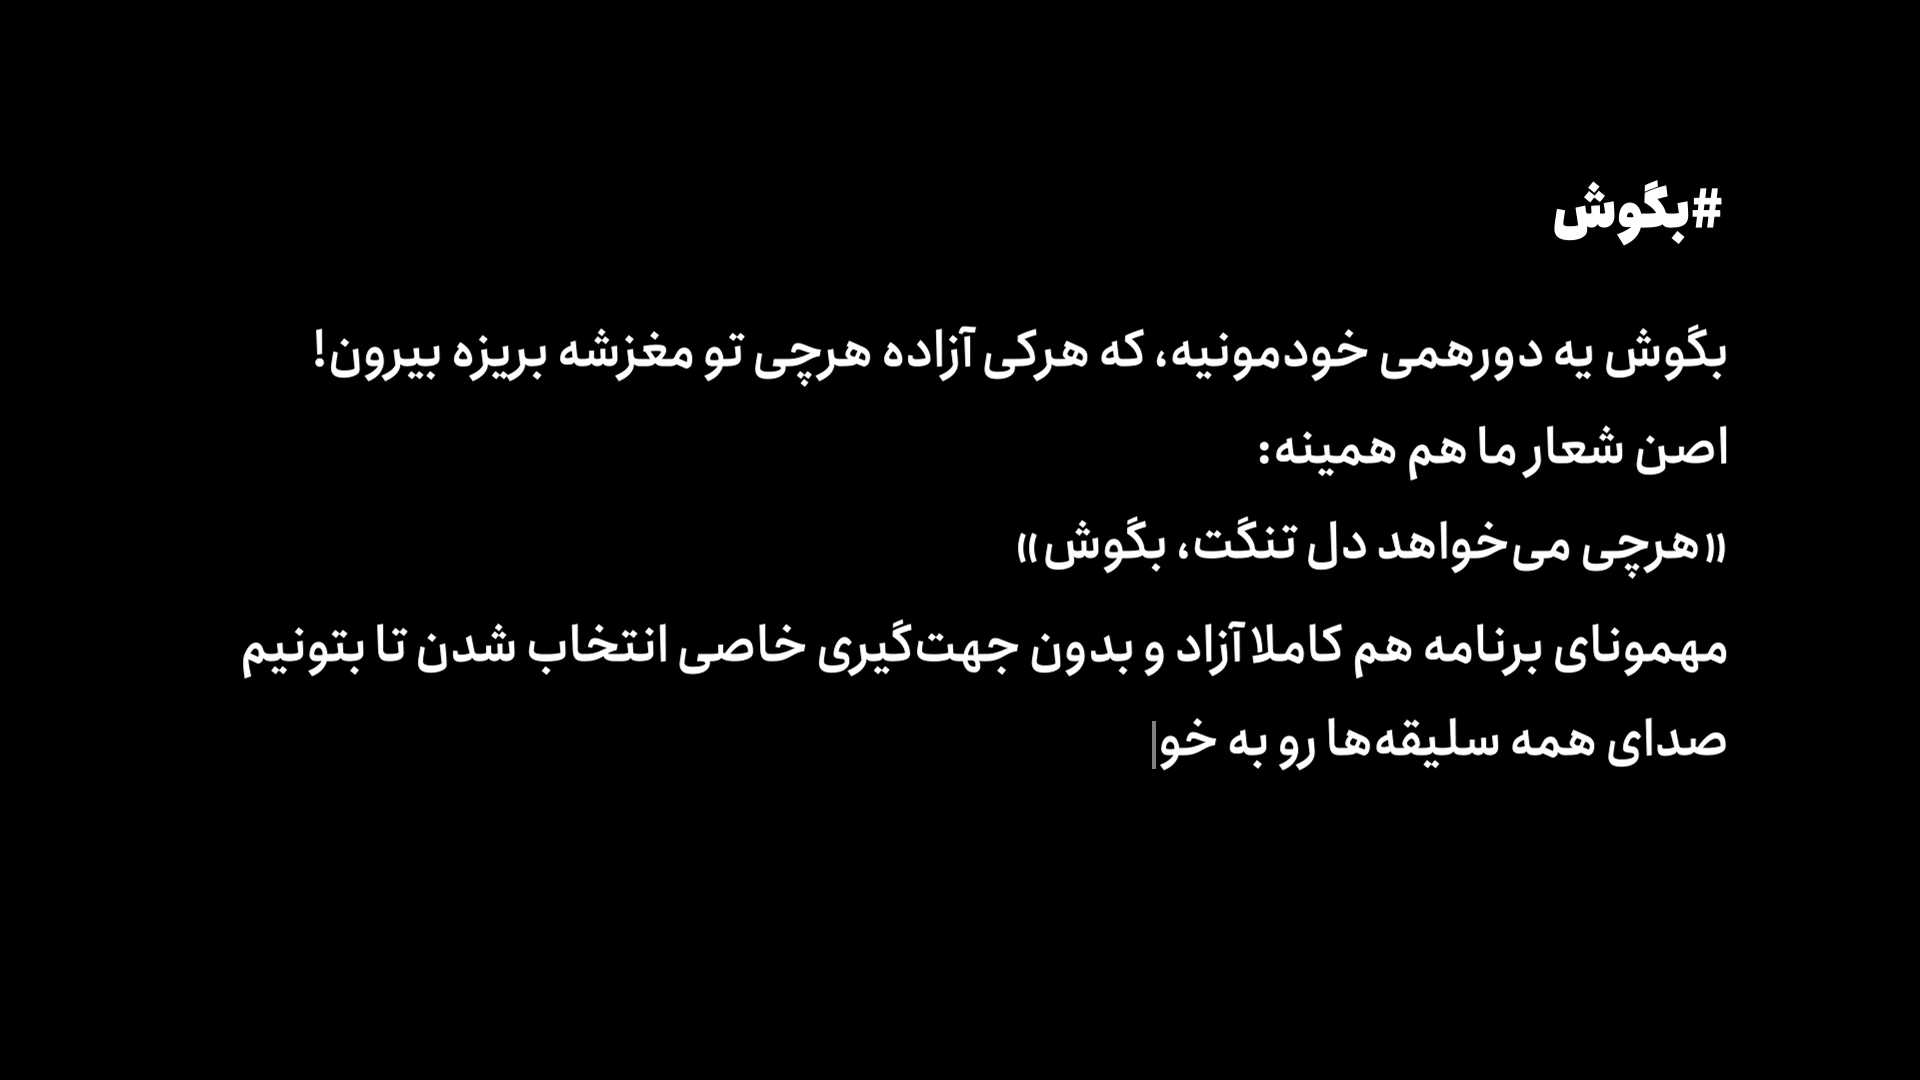 #بگوش
بگوش یه دورهمی خودمونیه، که هرکی آزاده هرچی تو مغزشه بریزه بیرون!
اصن شعار ما هم همینه:
«هرچی می‌خواهد دل تنگت، بگوش»
مهمونای برنامه هم کاملا آزاد و بدون جهت‌گیری خاصی انتخاب شدن تا بتونیم
صدای همه سلیقه‌ها رو به خو